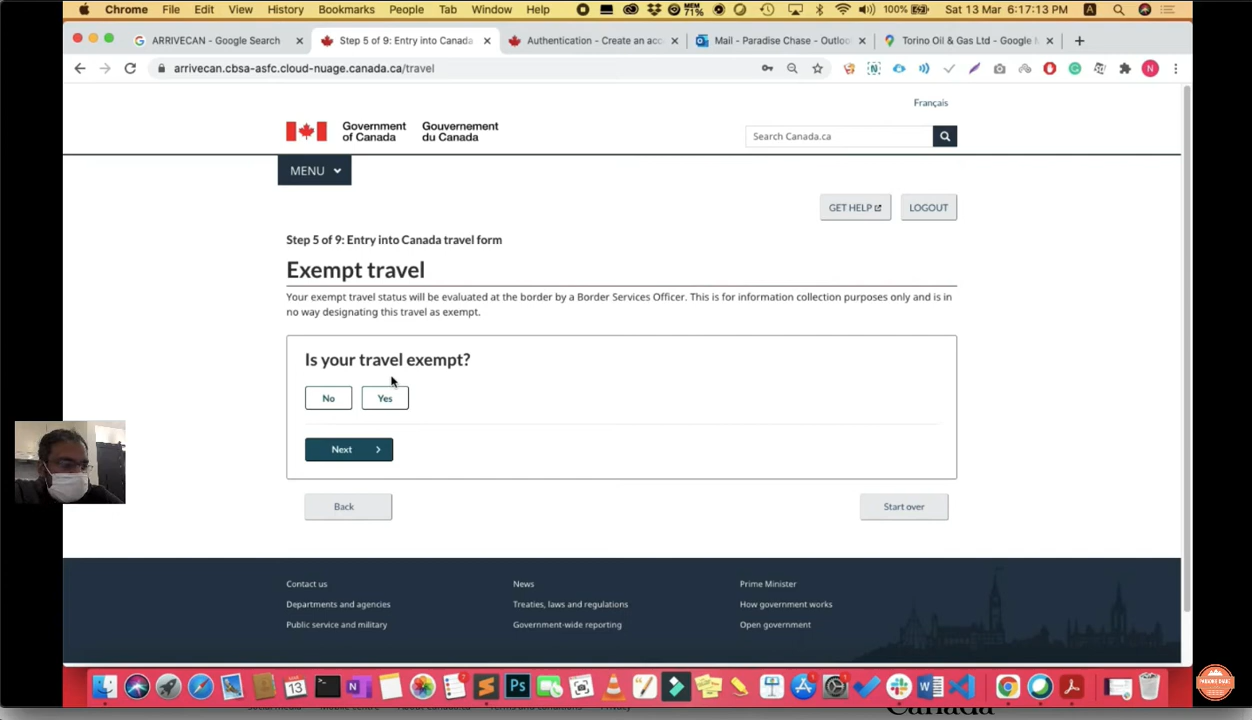 Chrome File Edit View History Bookmarks People Tab Window Help MEM 71% 100% Sat 13 Mar 6:17:13 PM A
G ARRIVECAN - Google Search × Step 5 of 9: Entry into Canada × Authentication - Create an acc × Mail - Paradise Chase - Outloo × Torino Oil & Gas Ltd - Google × +
arrivecan.cbsa-asfc.cloud-nuage.canada.ca/travel N
Français
Government of Canada
Gouvernement du Canada
Search Canada.ca
MENU
GET HELP LOGOUT
Step 5 of 9: Entry into Canada travel form
Exempt travel
Your exempt travel status will be evaluated at the border by a Border Services Officer. This is for information collection purposes only and is in
no way designating this travel as exempt.
Is your travel exempt?
No Yes
Next >
Back Start over
Contact us News Prime Minister
Departments and agencies Treaties, laws and regulations How government works
Public service and military Government-wide reporting Open government
13 N Ps W